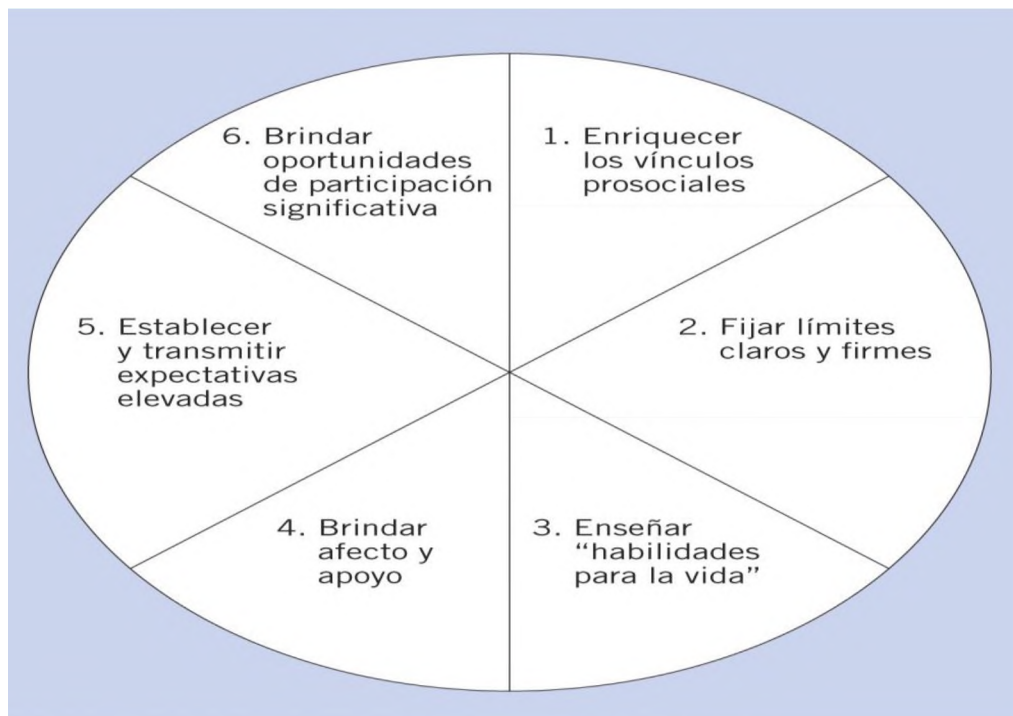 1. Enriquecer
los vínculos
prosociales
2. Fijar límites
claros y firmes
3. Enseñar
“habilidades
para la vida”
4. Brindar
afecto y
apoyo
5. Establecer
y transmitir
expectativas
elevadas
6. Brindar
oportunidades
de participación
significativa